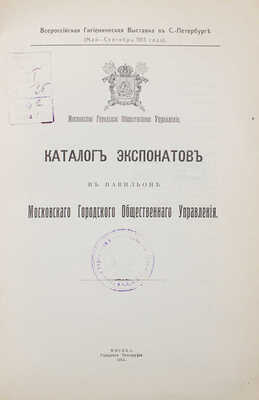 Всероссійская Гигіеническая Выставка въ С.-Петербургѣ
(Май—Сентябрь 1913 года).
Московское Городское Общественное Управленіе.
КАТАЛОГЪ ЭКСПОНАТОВЪ
ВЪ ПАВИЛЬОНѢ
Московскаго Городского Общественнаго Управленія.
МОСКВА.
Городская Типографія
1913.